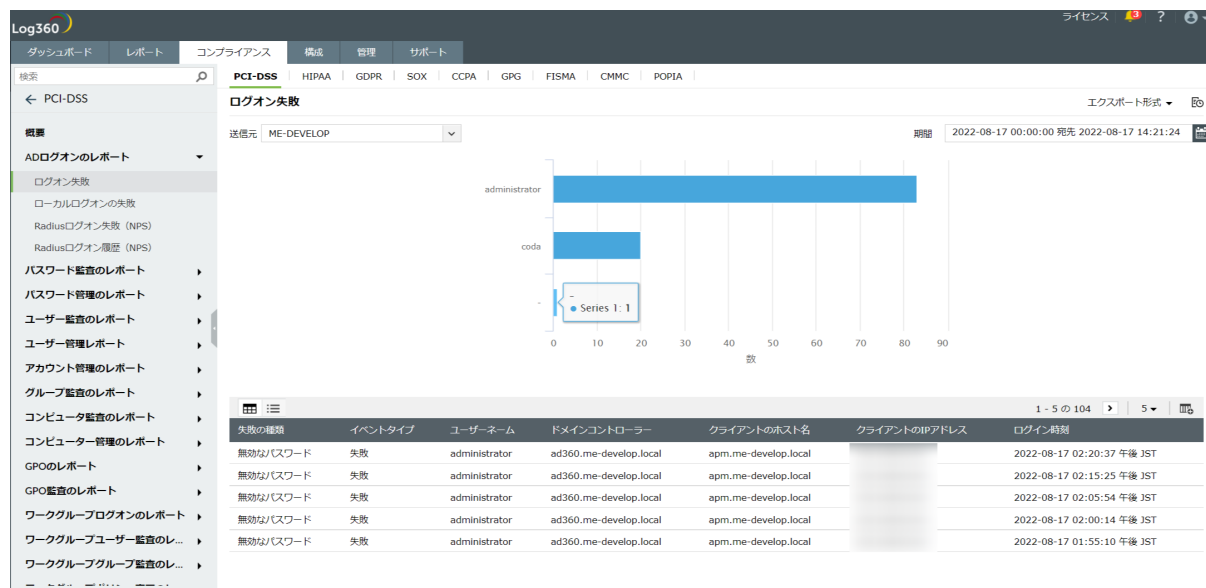 ライセンス 3 ?
Log360
ダッシュボード レポート コンプライアンス 構成 管理 サポート
検索
PCI-DSS HIPAA GDPR SOX CCPA GPG FISMA CMMC POPIA
PCI-DSS
ログオン失敗 エクスポート形式
概要
送信元 ME-DEVELOP 期間 2022-08-17 00:00:00 宛先 2022-08-17 14:21:24
ADログオンのレポート
ログオン失敗
ローカルログオンの失敗
Radiusログオン失敗（NPS）
Radiusログオン履歴（NPS）
パスワード監査のレポート
パスワード管理のレポート
ユーザー監査のレポート
ユーザー管理レポート
アカウント管理のレポート
グループ監査のレポート
コンピュータ監査のレポート
コンピューター管理のレポート
GPOのレポート
GPO監査のレポート
ワークグループログオンのレポート
ワークグループユーザー監査のレ...
ワークグループグループ監査のレ...
administrator
coda
-
-
Series 1: 1
0 10 20 30 40 50 60 70 80 90
数
1 - 5 の 104 5
失敗の種類 イベントタイプ ユーザーネーム ドメインコントローラー クライアントのホスト名 クライアントのIPアドレス ログイン時刻
無効なパスワード 失敗 administrator ad360.me-develop.local apm.me-develop.local 2022-08-17 02:20:37 午後 JST
無効なパスワード 失敗 administrator ad360.me-develop.local apm.me-develop.local 2022-08-17 02:15:25 午後 JST
無効なパスワード 失敗 administrator ad360.me-develop.local apm.me-develop.local 2022-08-17 02:05:54 午後 JST
無効なパスワード 失敗 administrator ad360.me-develop.local apm.me-develop.local 2022-08-17 02:00:14 午後 JST
無効なパスワード 失敗 administrator ad360.me-develop.local apm.me-develop.local 2022-08-17 01:55:10 午後 JST